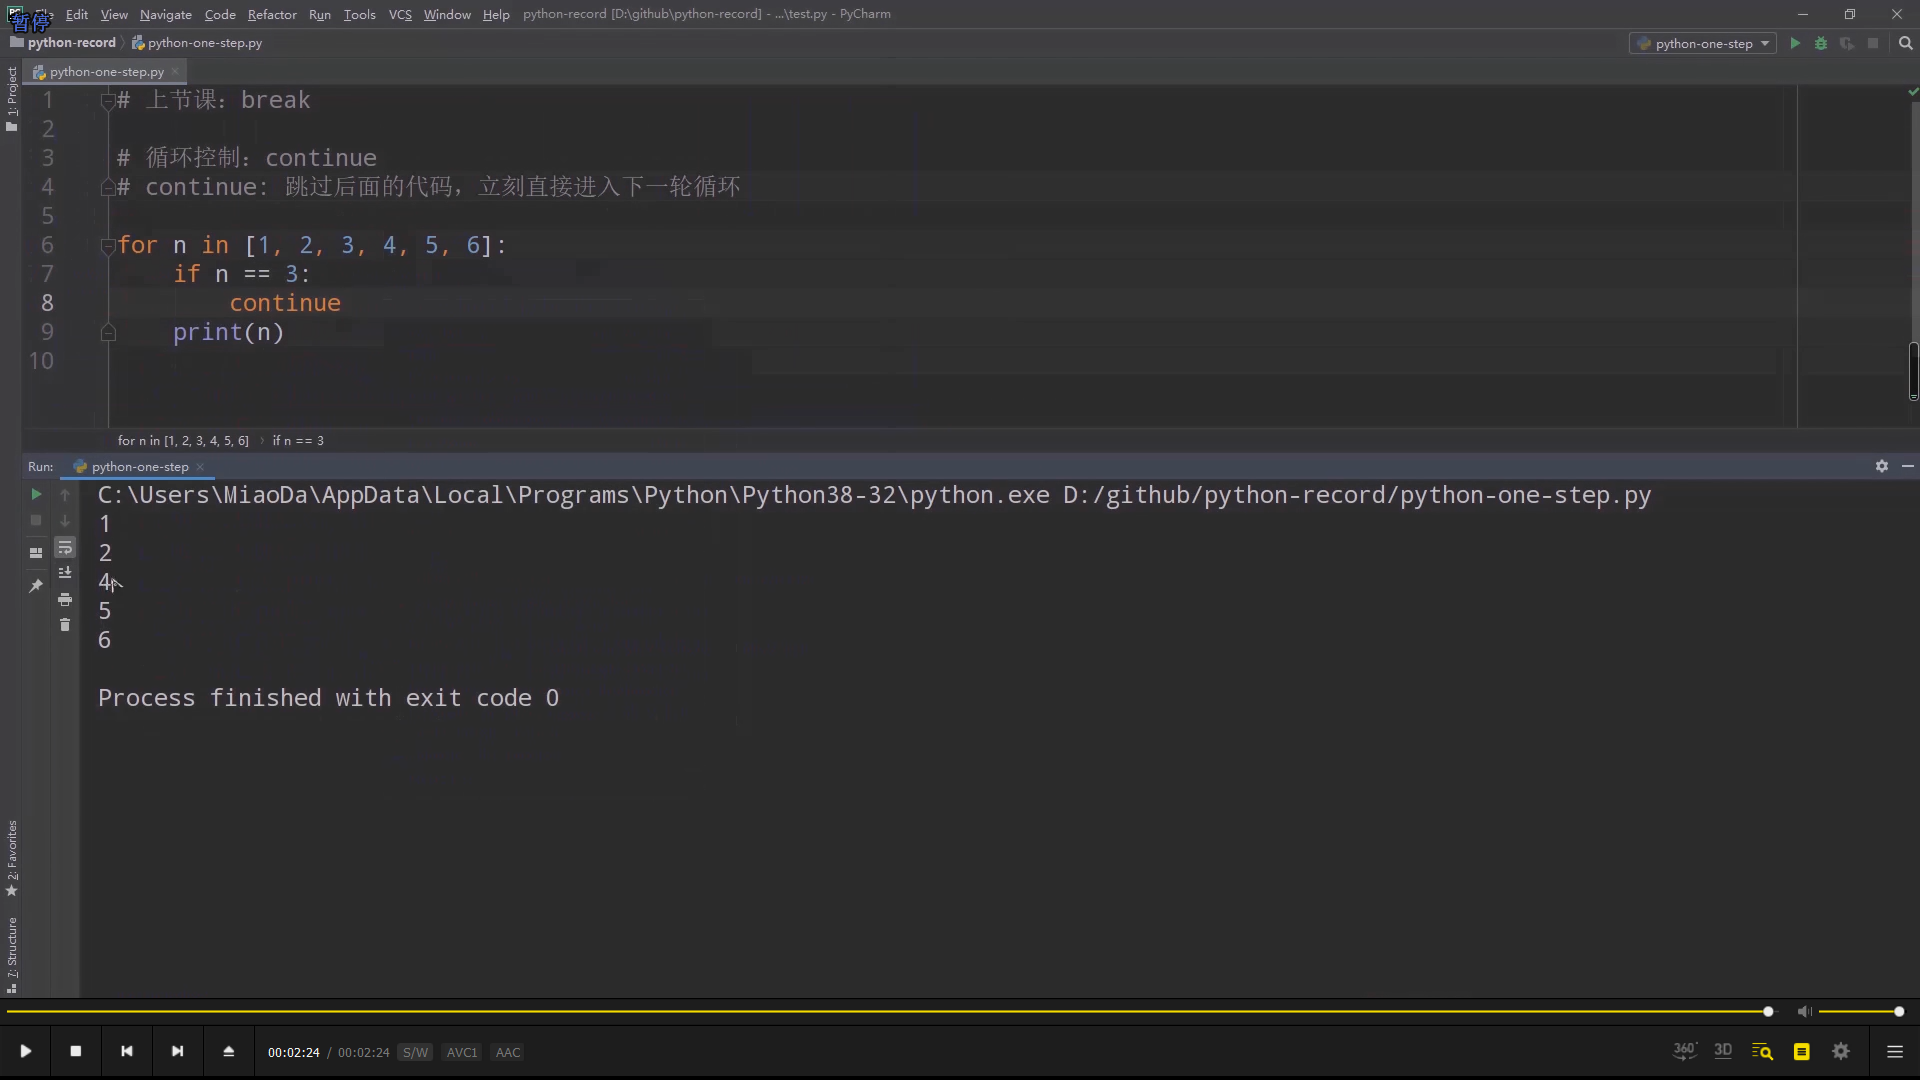 暂停
Edit View Navigate Code Refactor Run Tools VCS Window Help python-record [D:\github\python-record] - ...\test.py - PyCharm
python-record python-one-step.py python-one-step
python-one-step.py
1: Project
1 # 上节课：break
2
3 # 循环控制：continue
4 # continue: 跳过后面的代码，立刻直接进入下一轮循环
5
6 for n in [1, 2, 3, 4, 5, 6]:
7 if n == 3:
8 continue
9 print(n)
10
for n in [1, 2, 3, 4, 5, 6] › if n == 3
Run: python-one-step
C:\Users\MiaoDa\AppData\Local\Programs\Python\Python38-32\python.exe D:/github/python-record/python-one-step.py
1
2
4
5
6
Process finished with exit code 0
2: Favorites
7: Structure
00:02:24 / 00:02:24 S/W AVC1 AAC 360° 3D